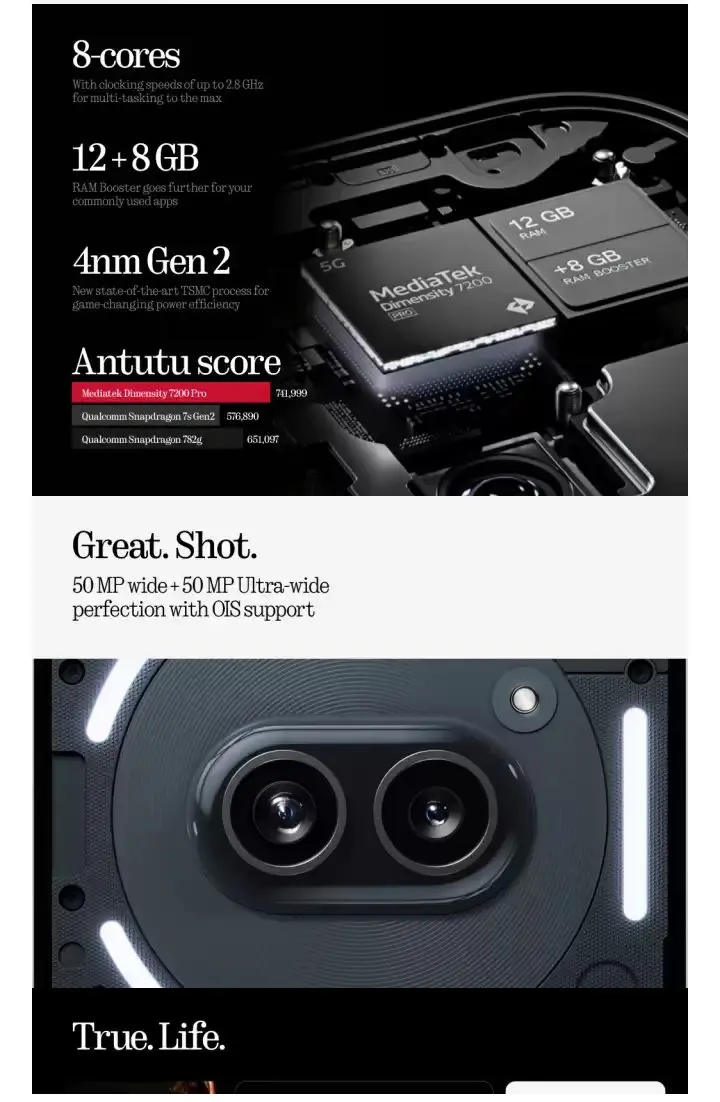 8-cores
With clocking speeds of up to 2.8 GHz
for multi-tasking to the max
12 + 8 GB
RAM Booster goes further for your
commonly used apps
4nm Gen 2
New state-of-the-art TSMC process for
game-changing power efficiency
Antutu score
Mediatek Dimensity 7200 Pro 741,999
Qualcomm Snapdragon 7s Gen2 576,890
Qualcomm Snapdragon 782g 651,097
5G
MediaTek
Dimensity 7200
PRO
12 GB
RAM
+8 GB
RAM BOOSTER
Great. Shot.
50 MP wide + 50 MP Ultra-wide
perfection with OIS support
True. Life.